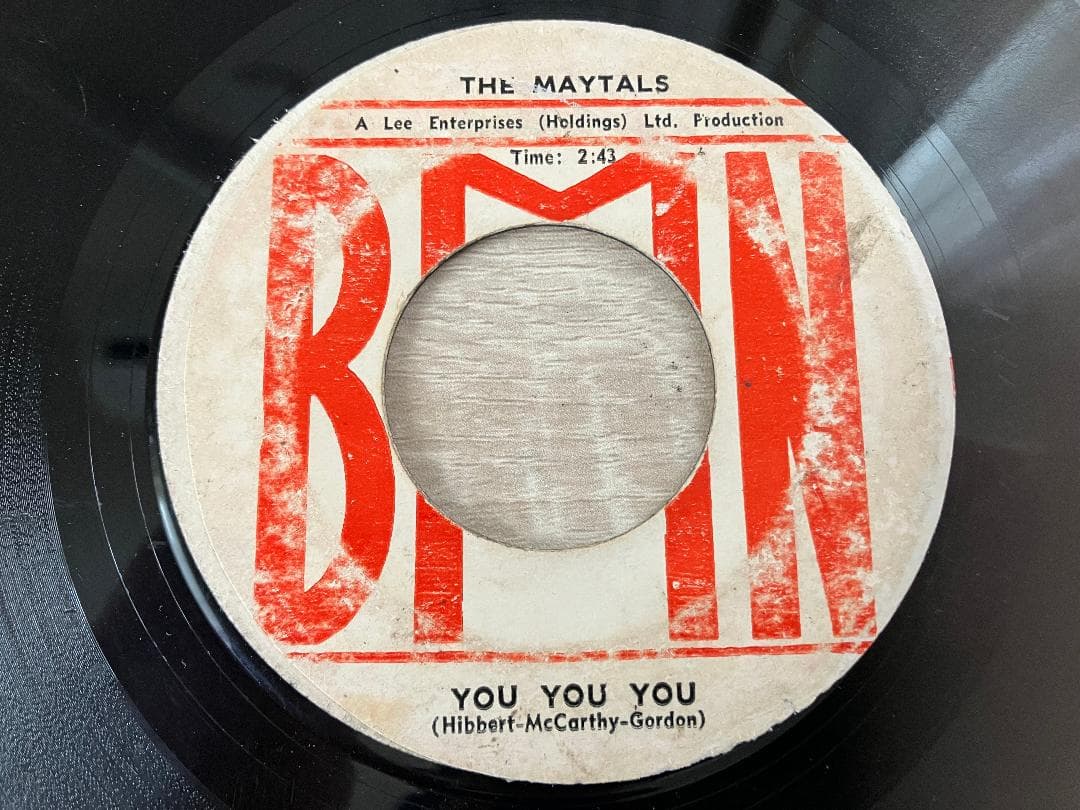 THE MAYTALS
A Lee Enterprises (Holdings) Ltd. Production
Time: 2:43
BMN
YOU YOU YOU
(Hibbert-McCarthy-Gordon)